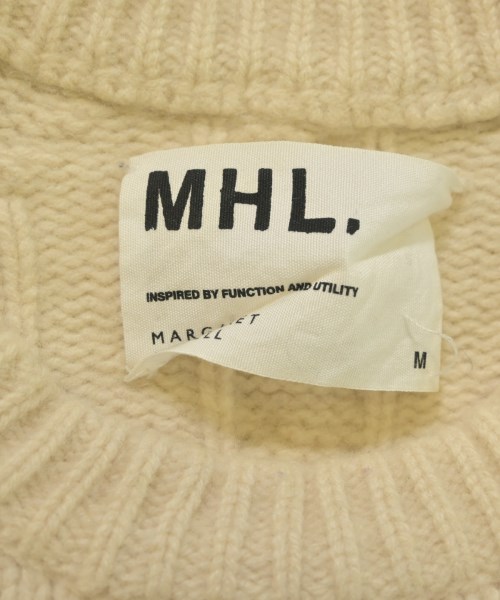 MHL.
INSPIRED BY FUNCTION AND UTILITY
M